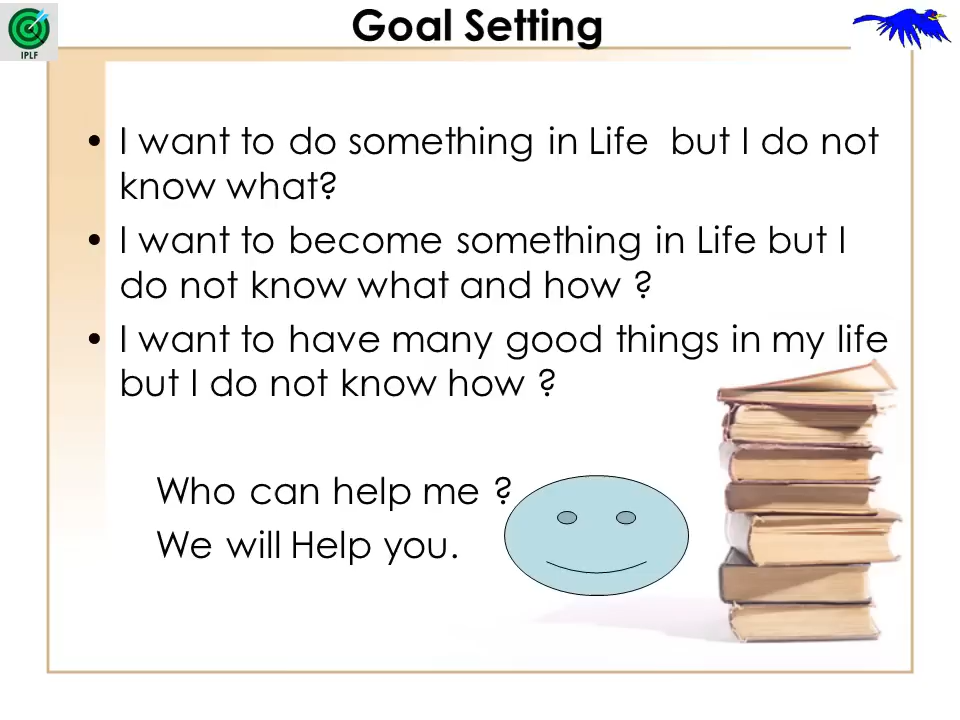 Goal Setting
IPLF
• I want to do something in Life  but I do not
know what?
• I want to become something in Life but I
do not know what and how ?
• I want to have many good things in my life
but I do not know how ?
Who can help me ?
We will Help you.